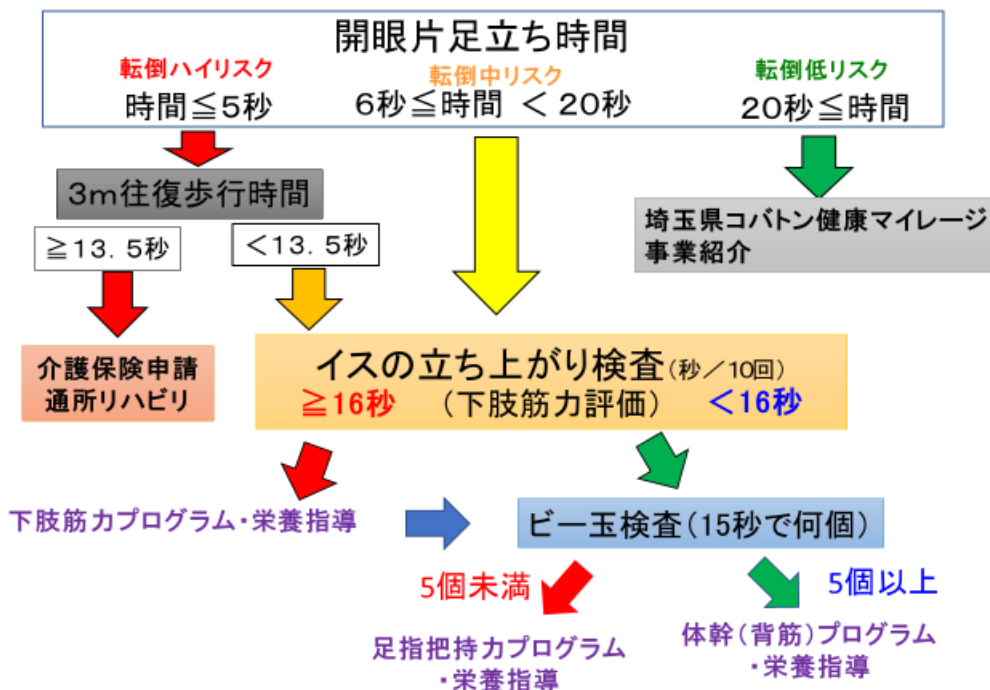 開眼片足立ち時間
転倒ハイリスク 転倒中リスク 転倒低リスク
時間≦5秒 6秒≦時間 <20秒 20秒≦時間
3m往復歩行時間
≧13.5秒 <13.5秒
埼玉県コバトン健康マイレージ
事業紹介
介護保険申請
通所リハビリ
イスの立ち上がり検査(秒/10回)
≧16秒 (下肢筋力評価) <16秒
下肢筋力プログラム・栄養指導
ビー玉検査(15秒で何個)
5個未満 5個以上
足指把持力プログラム
・栄養指導
体幹(背筋)プログラム
・栄養指導